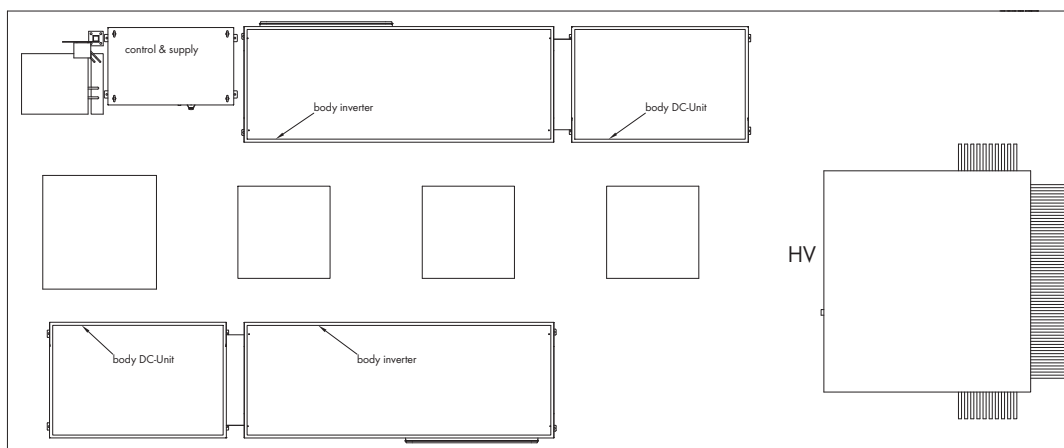 control & supply
body inverter
body DC-Unit
HV
body DC-Unit
body inverter